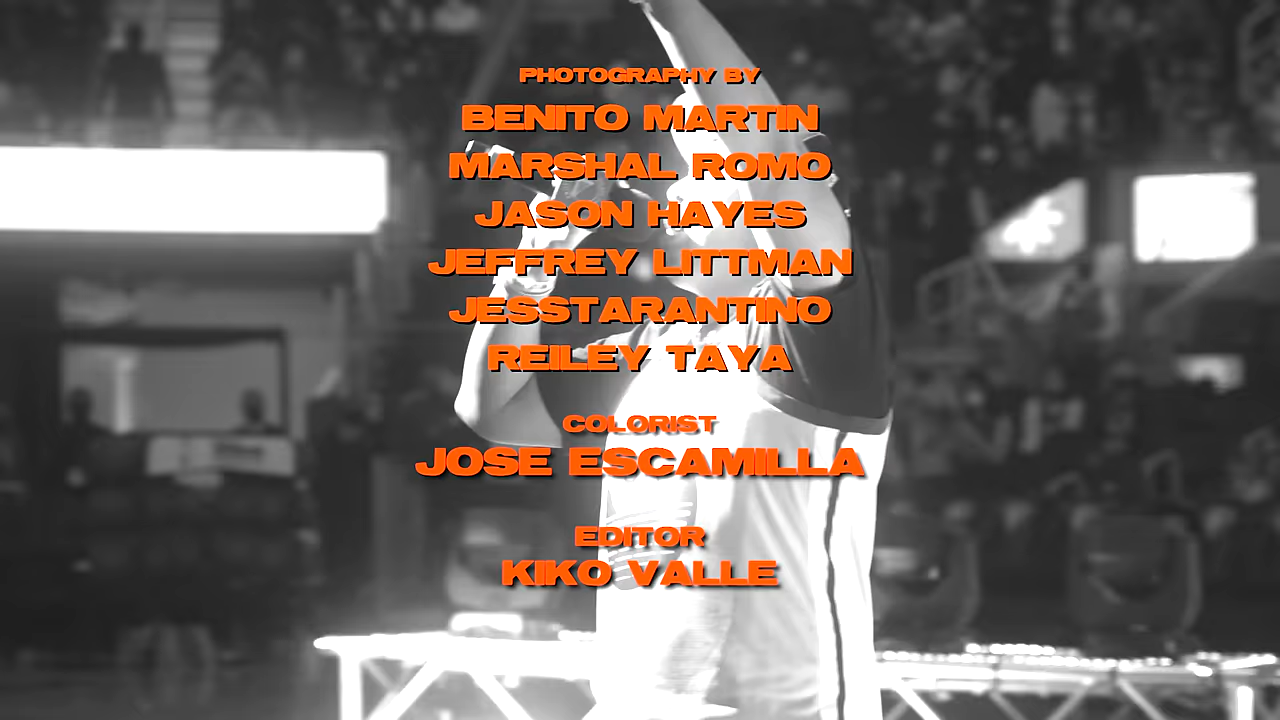 PHOTOGRAPHY BY
BENITO MARTIN
MARSHAL ROMO
JASON HAYES
JEFFREY LITTMAN
JESSTARANTINO
REILEY TAYA
COLORIST
JOSE ESCAMILLA
EDITOR
KIKO VALLE